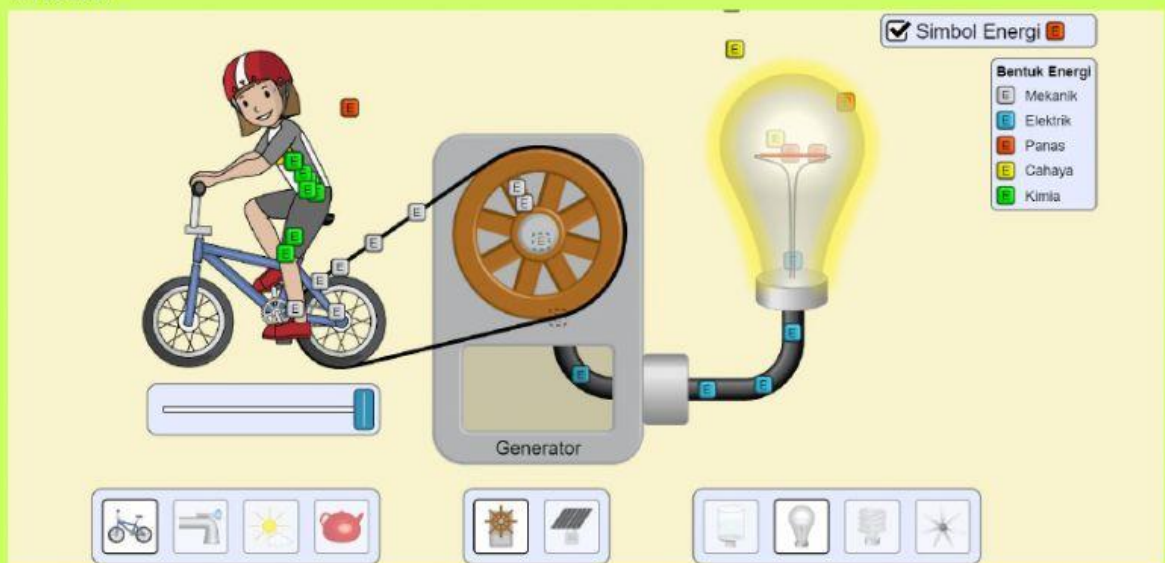 Simbol Energi E
Bentuk Energi
E Mekanik
E Elektrik
E Panas
E Cahaya
E Kimia
Generator